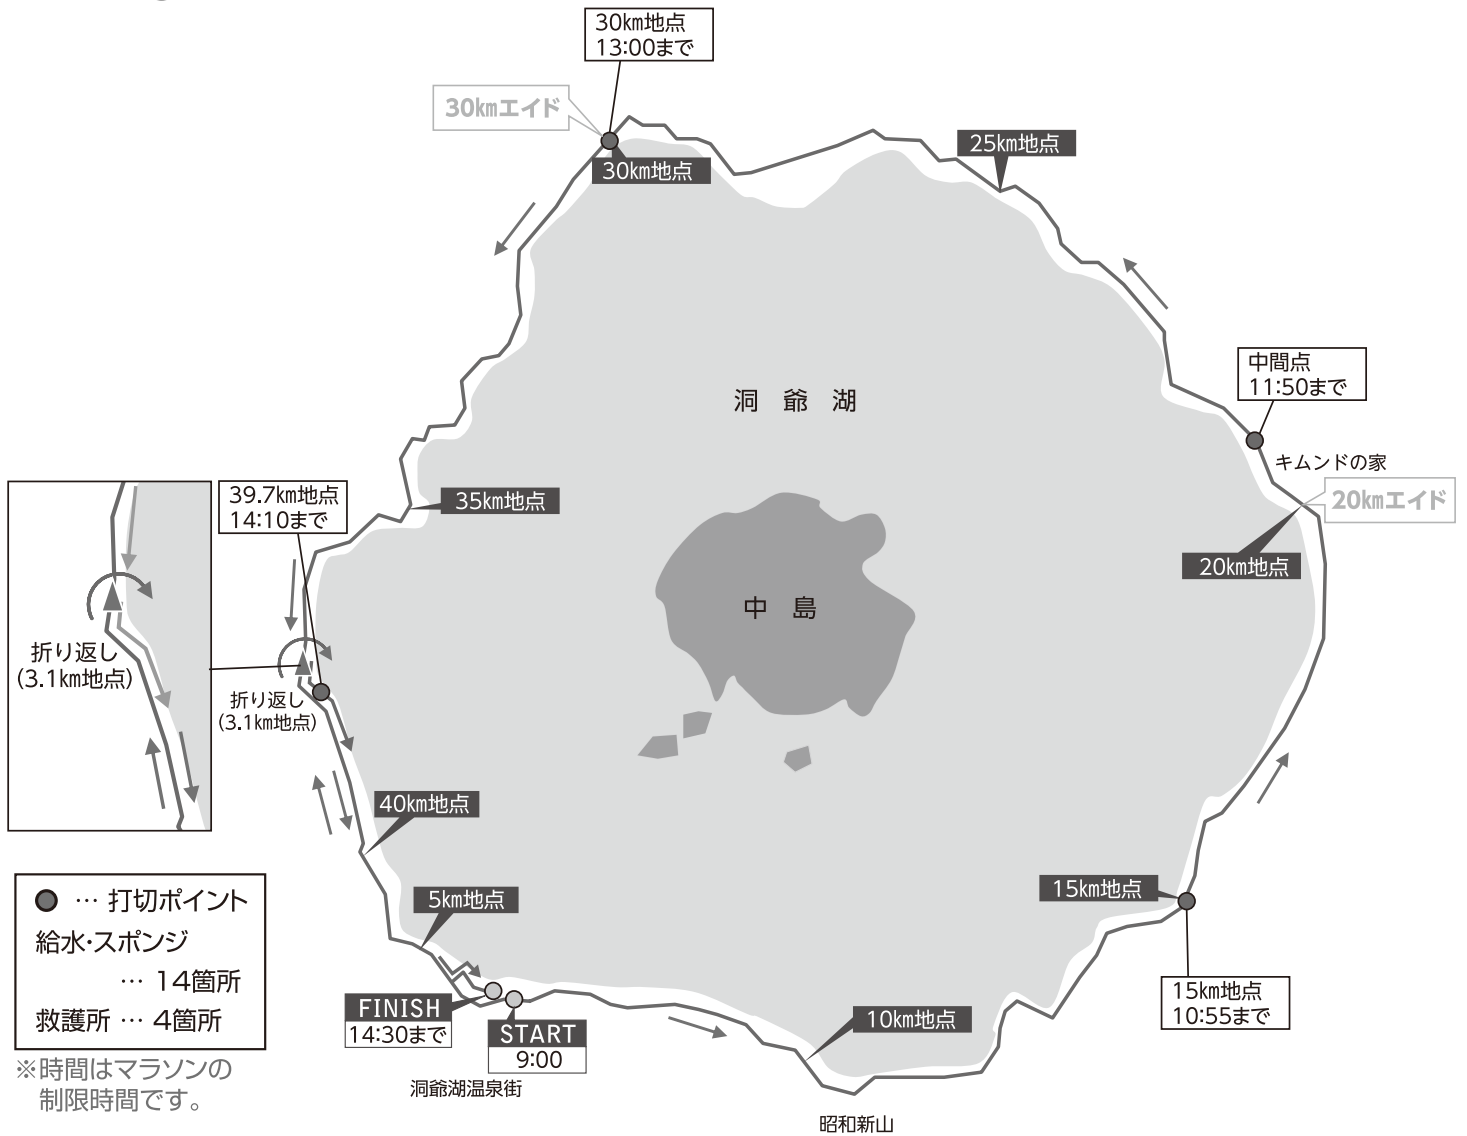 30km地点
13:00まで
30kmエイド
30km地点
25km地点
中間点
11:50まで
洞爺湖
キムンドの家
20kmエイド
20km地点
39.7km地点
14:10まで
35km地点
中島
折り返し
(3.1km地点)
折り返し
(3.1km地点)
40km地点
5km地点
15km地点
15km地点
10:55まで
10km地点
FINISH
14:30まで
START
9:00
洞爺湖温泉街
昭和新山
… 打切ポイント
給水・スポンジ
… 14箇所
救護所 … 4箇所
※時間はマラソンの
制限時間です。